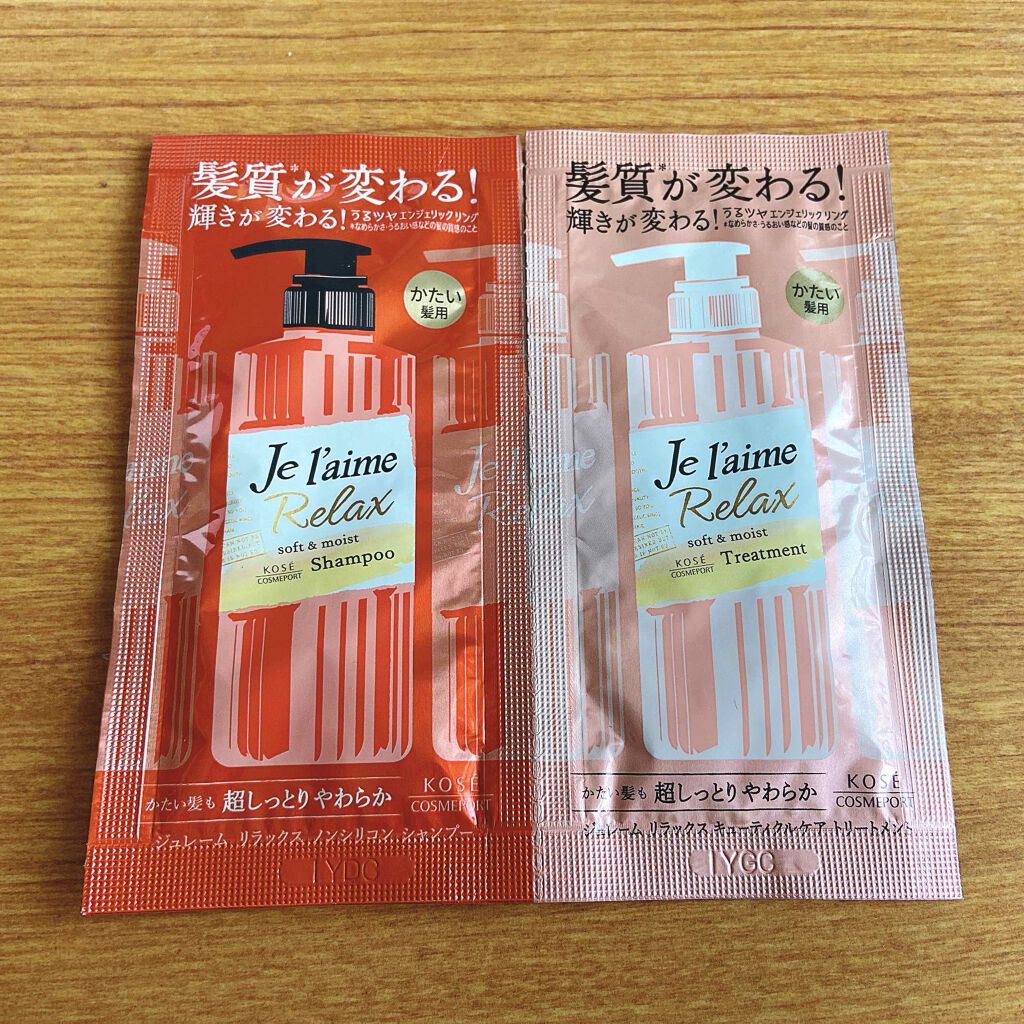 髪質*が変わる!
輝きが変わる! うるツヤエンジェリックリング
*なめらかさ・うるおい感などの髪の質感のこと
かたい
髪用
Je l'aime
Relax
soft & moist
KOSÉ
COSMEPORT
Shampoo
かたい髪も 超しっとりやわらか
KOSÉ
COSMEPORT
ジュレーム リラックス ノンシリコン シャンプー
1YDC
髪質*が変わる!
輝きが変わる! うるツヤエンジェリックリング
*なめらかさ・うるおい感などの髪の質感のこと
かたい
髪用
Je l'aime
Relax
soft & moist
KOSÉ
COSMEPORT
Treatment
かたい髪も 超しっとりやわらか
KOSÉ
COSMEPORT
ジュレーム リラックス キューティクルケア トリートメント
1YGC